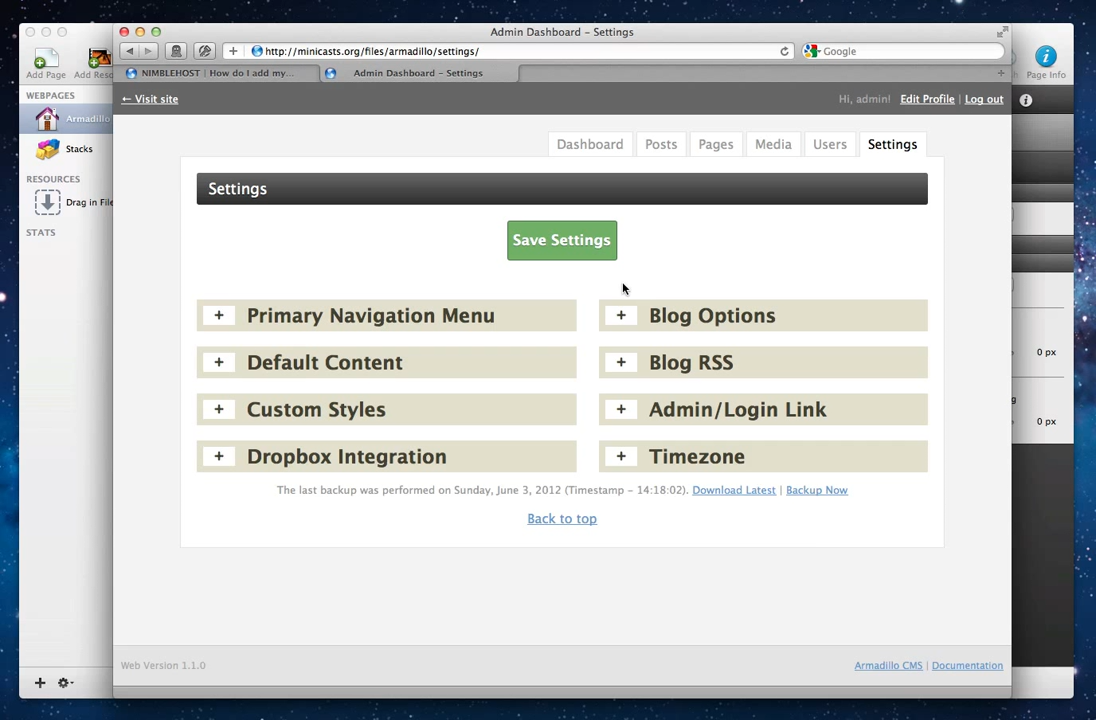 Admin Dashboard – Settings
http://minicasts.org/files/armadillo/settings/
Google
NIMBLEHOST | How do I add my...
Admin Dashboard – Settings
Add Page
Add Reso
Page Info
WEBPAGES
Armadillo
Stacks
RESOURCES
Drag in File
STATS
← Visit site
Hi, admin! Edit Profile | Log out
Dashboard
Posts
Pages
Media
Users
Settings
Settings
Save Settings
+ Primary Navigation Menu
+ Blog Options
+ Default Content
+ Blog RSS
+ Custom Styles
+ Admin/Login Link
+ Dropbox Integration
+ Timezone
The last backup was performed on Sunday, June 3, 2012 (Timestamp – 14:18:02). Download Latest | Backup Now
Back to top
0 px
0 px
Web Version 1.1.0
Armadillo CMS | Documentation